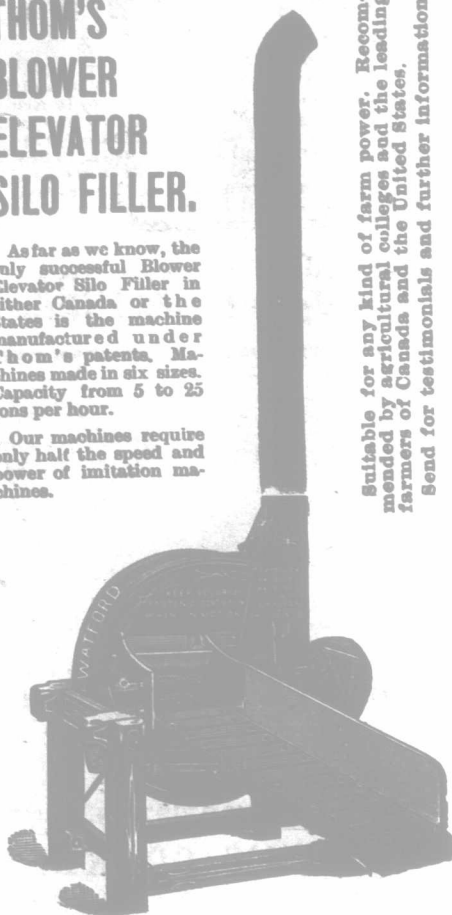 THOM'S
BLOWER
ELEVATOR
SILO FILLER.
As far as we know, the
only successful Blower
Elevator Silo Filler in
either Canada or the
States is the machine
manufactured under
Thom's patents. Ma-
chines made in six sizes.
Capacity from 5 to 25
tons per hour.
Our machines require
only half the speed and
power of imitation ma-
chines.
Suitable for any kind of farm power. Recom-
mended by agricultural colleges and the leading
farmers of Canada and the United States.
Send for testimonials and further information
WATFORD